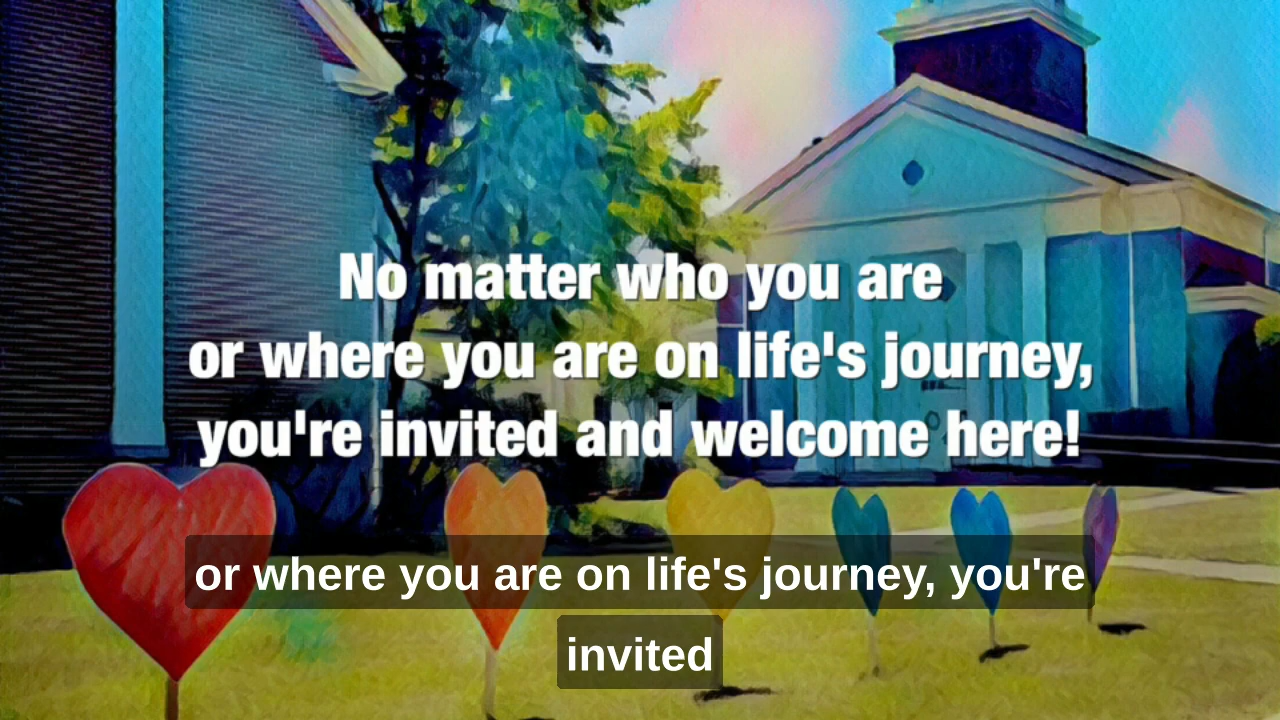 No matter who you are
or where you are on life's journey,
you're invited and welcome here!
or where you are on life's journey, you're
invited